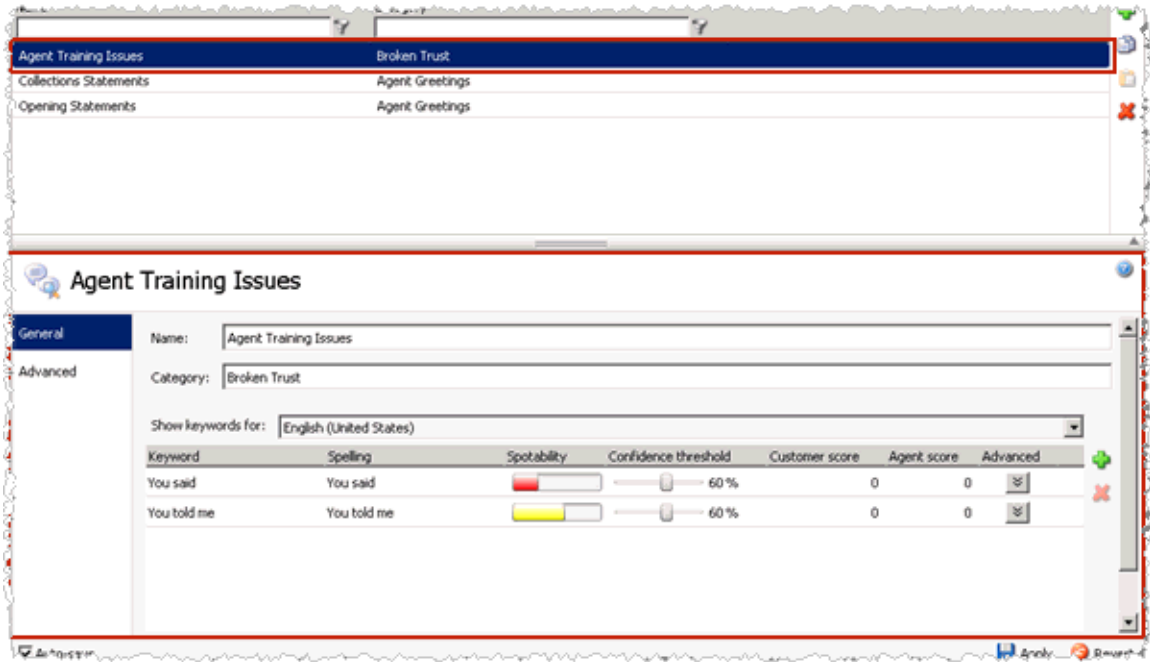 Agent Training Issues Broken Trust
Collections Statements Agent Greetings
Opening Statements Agent Greetings
Agent Training Issues
General
Advanced
Name: Agent Training Issues
Category: Broken Trust
Show keywords for: English (United States)
Keyword Spelling Spotability Confidence threshold Customer score Agent score Advanced
You said You said 60 % 0 0
You told me You told me 60 % 0 0
Apply